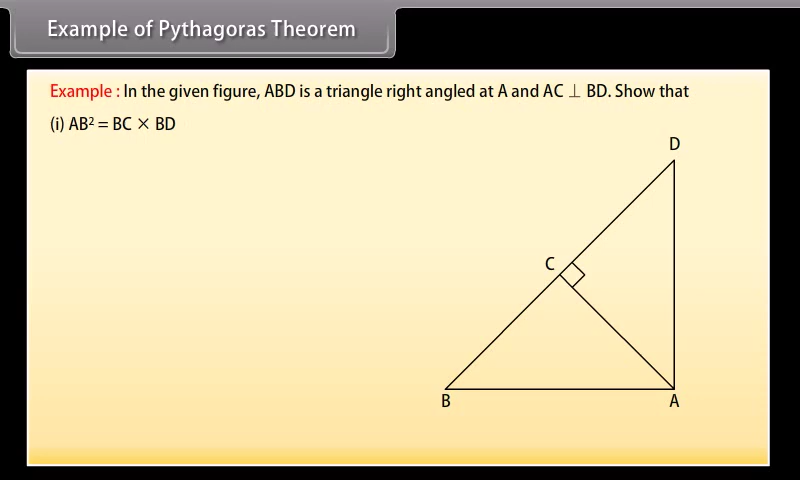 Example of Pythagoras Theorem
Example : In the given figure, ABD is a triangle right angled at A and AC ⊥ BD. Show that
(i) AB² = BC × BD
D
C
B
A